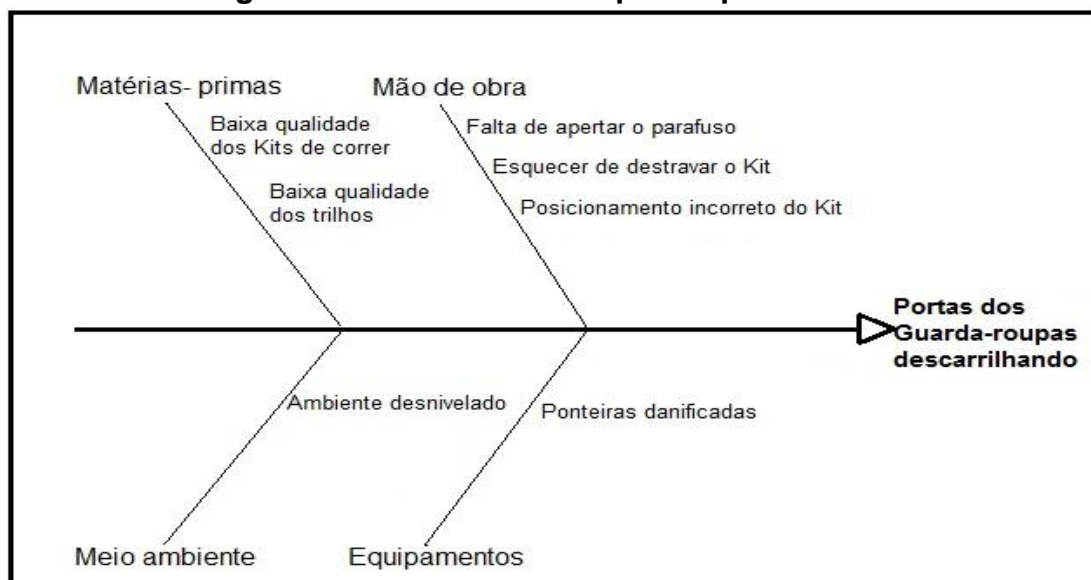 Matérias- primas
Baixa qualidade
dos Kits de correr
Baixa qualidade
dos trilhos
Mão de obra
Falta de apertar o parafuso
Esquecer de destravar o Kit
Posicionamento incorreto do Kit
Portas dos
Guarda-roupas
descarrilhando
Ambiente desnivelado
Ponteiras danificadas
Meio ambiente
Equipamentos